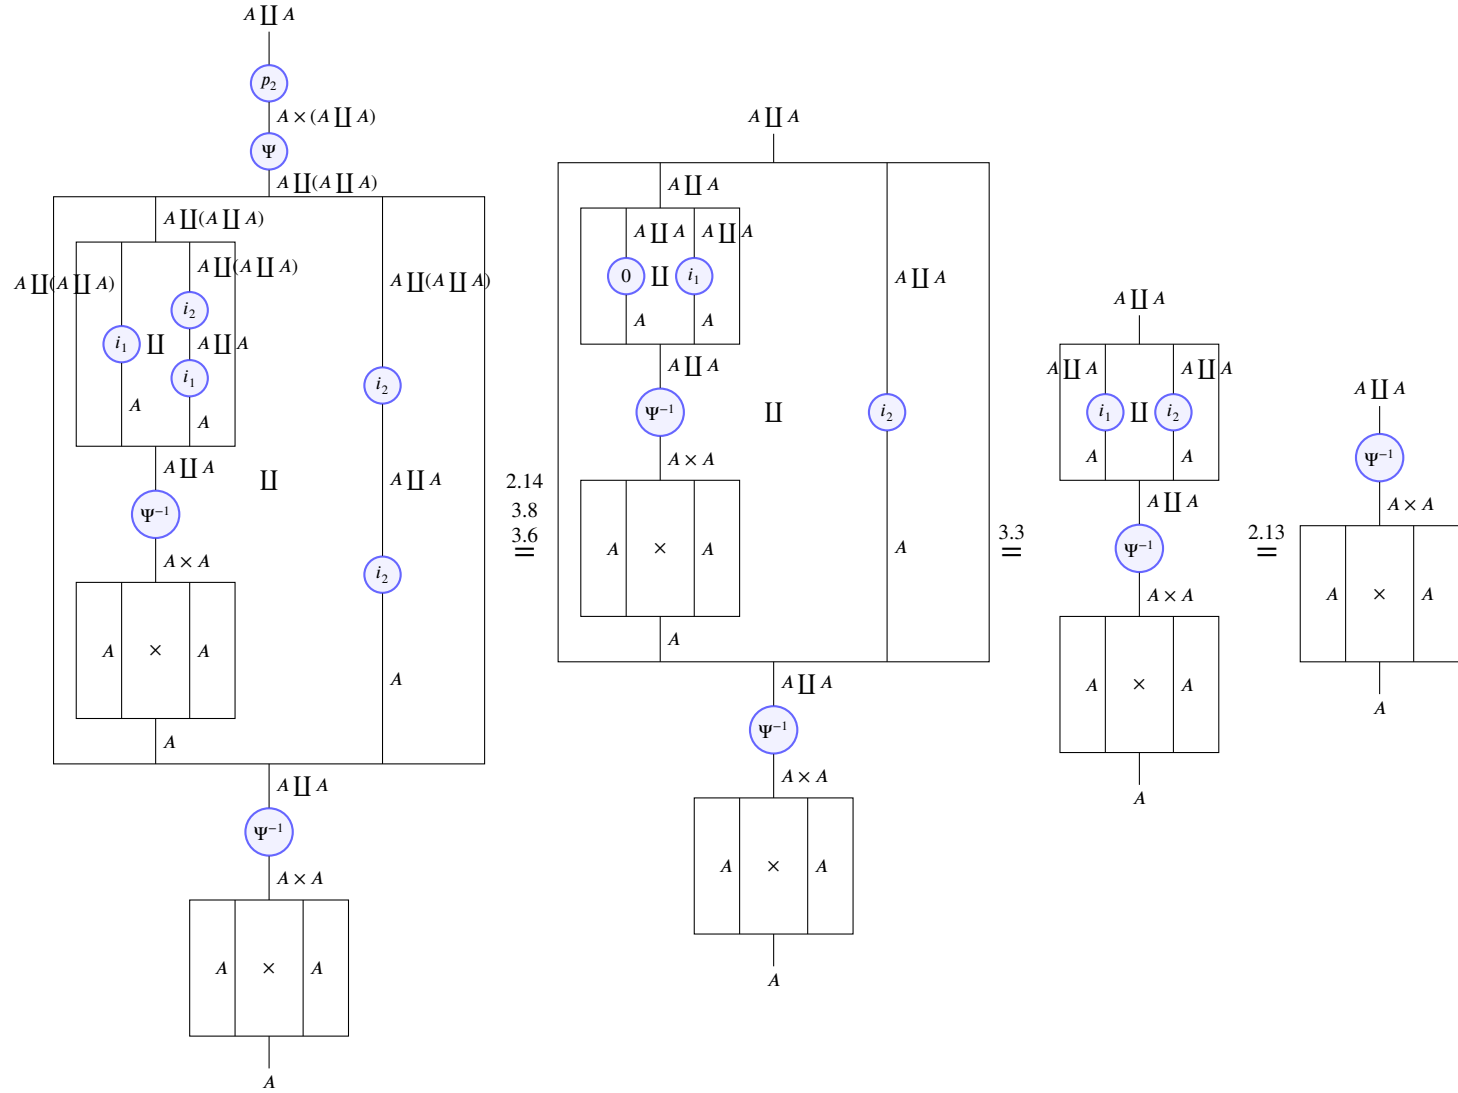 A ∐ A
p₂
A × (A ∐ A)
Ψ
A ∐(A ∐ A)
A ∐(A ∐ A)
A ∐(A ∐ A)
A ∐(A ∐ A)
A ∐(A ∐ A)
i₂
i₁ ∐
A ∐ A
i₁
i₂
A
A
A ∐ A
∐
A ∐ A
Ψ⁻¹
A × A
i₂
A × A
A
A
A ∐ A
Ψ⁻¹
A × A
A × A
A
2.14
3.8
3.6
=
A ∐ A
A ∐ A
A ∐ A
A ∐ A
0 ∐ i₁
A ∐ A
A
A
A ∐ A
Ψ⁻¹
∐
i₂
A × A
A × A
A
A
A ∐ A
Ψ⁻¹
A × A
A × A
A
3.3
=
A ∐ A
A ∐ A
A ∐ A
i₁ ∐ i₂
A
A
A ∐ A
Ψ⁻¹
A × A
A × A
A
2.13
=
A ∐ A
Ψ⁻¹
A × A
A × A
A